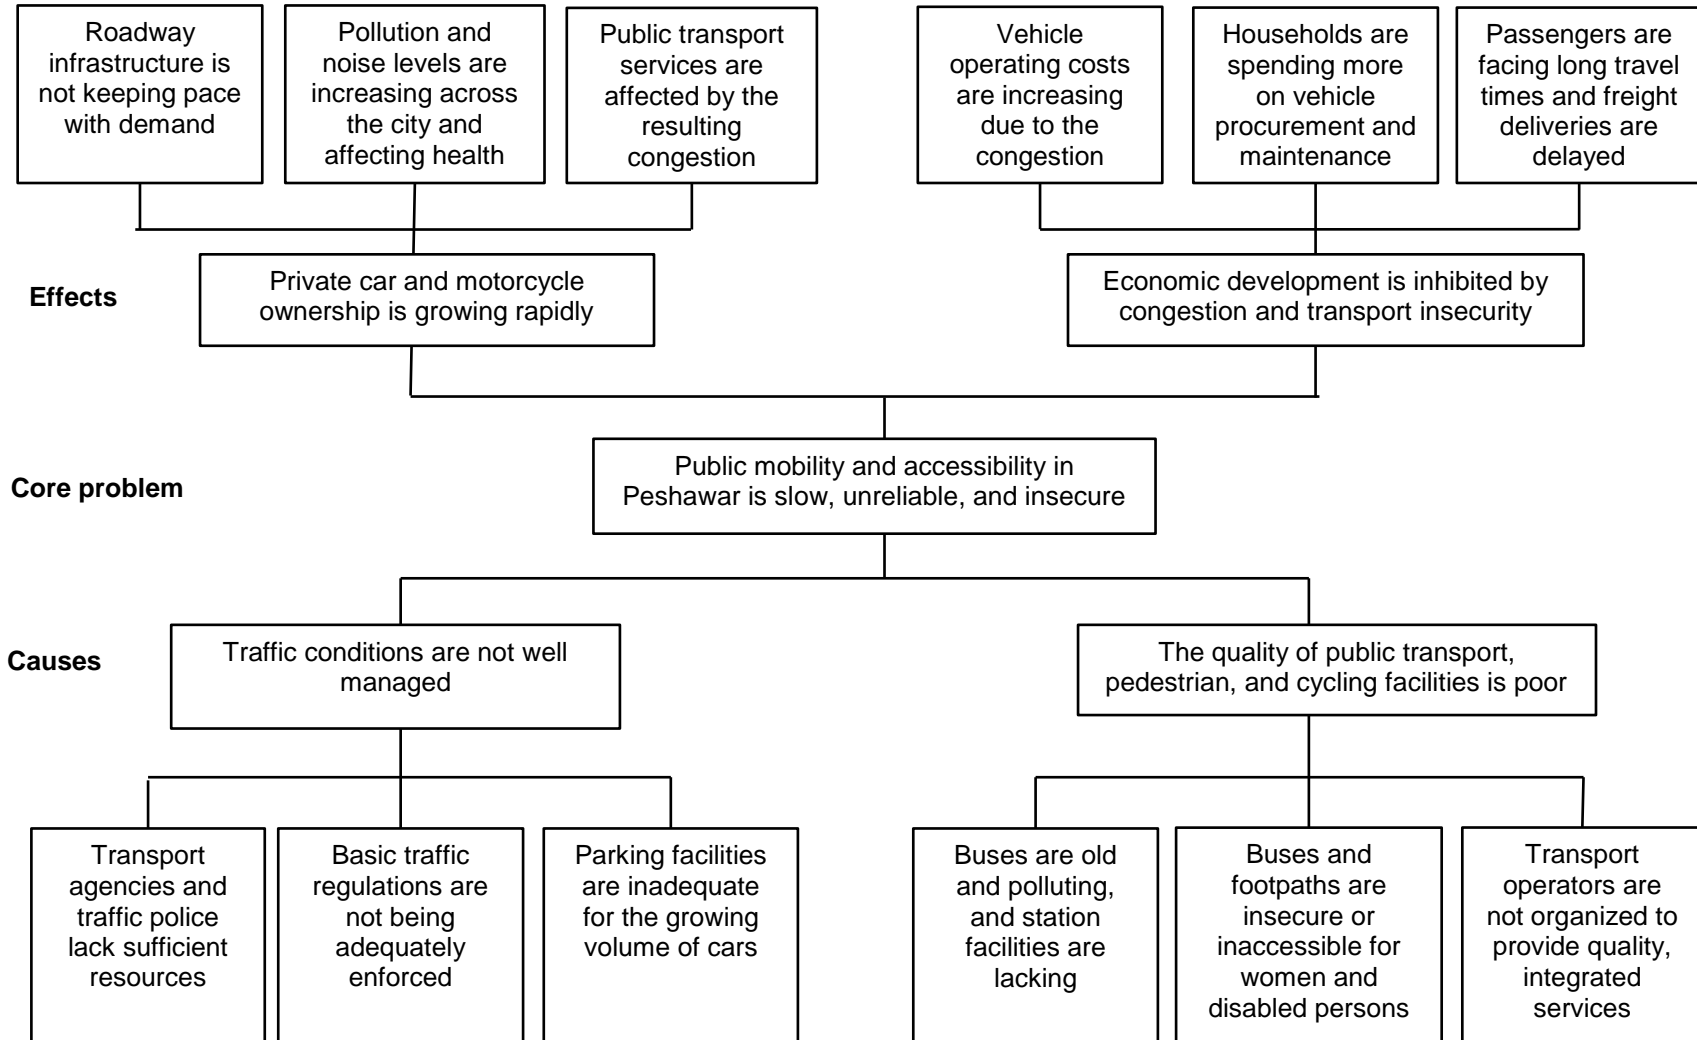 Roadway
infrastructure is
not keeping pace
with demand
Pollution and
noise levels are
increasing across
the city and
affecting health
Public transport
services are
affected by the
resulting
congestion
Vehicle
operating costs
are increasing
due to the
congestion
Households are
spending more
on vehicle
procurement and
maintenance
Passengers are
facing long travel
times and freight
deliveries are
delayed
Effects
Private car and motorcycle
ownership is growing rapidly
Economic development is inhibited by
congestion and transport insecurity
Core problem
Public mobility and accessibility in
Peshawar is slow, unreliable, and insecure
Causes
Traffic conditions are not well
managed
The quality of public transport,
pedestrian, and cycling facilities is poor
Transport
agencies and
traffic police
lack sufficient
resources
Basic traffic
regulations are
not being
adequately
enforced
Parking facilities
are inadequate
for the growing
volume of cars
Buses are old
and polluting,
and station
facilities are
lacking
Buses and
footpaths are
insecure or
inaccessible for
women and
disabled persons
Transport
operators are
not organized to
provide quality,
integrated
services